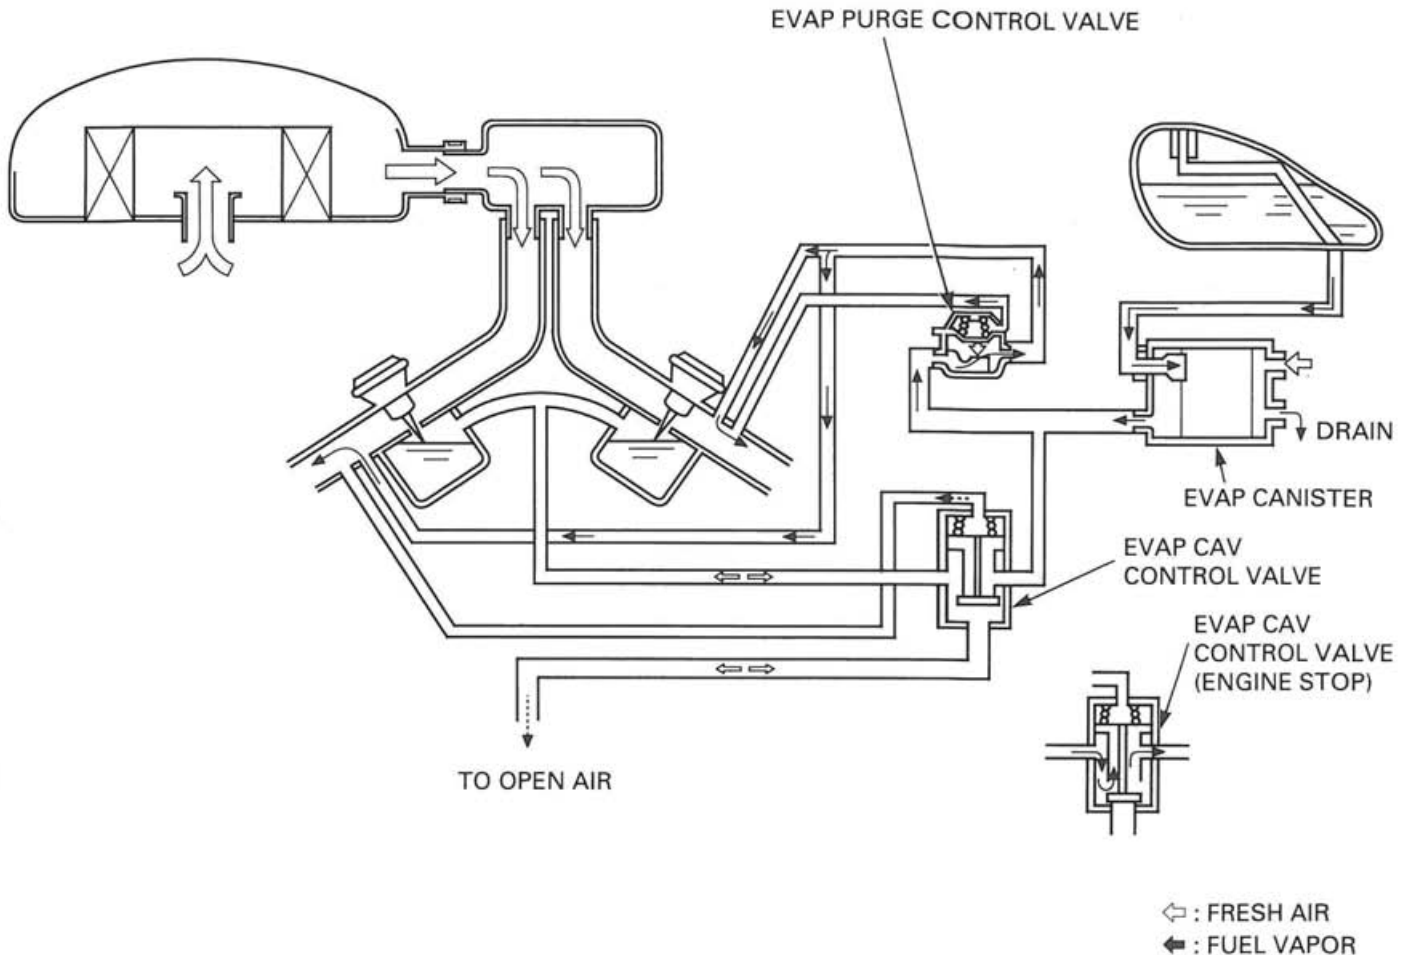 EVAP PURGE CONTROL VALVE
DRAIN
EVAP CANISTER
EVAP CAV
CONTROL VALVE
EVAP CAV
CONTROL VALVE
(ENGINE STOP)
TO OPEN AIR
: FRESH AIR
: FUEL VAPOR